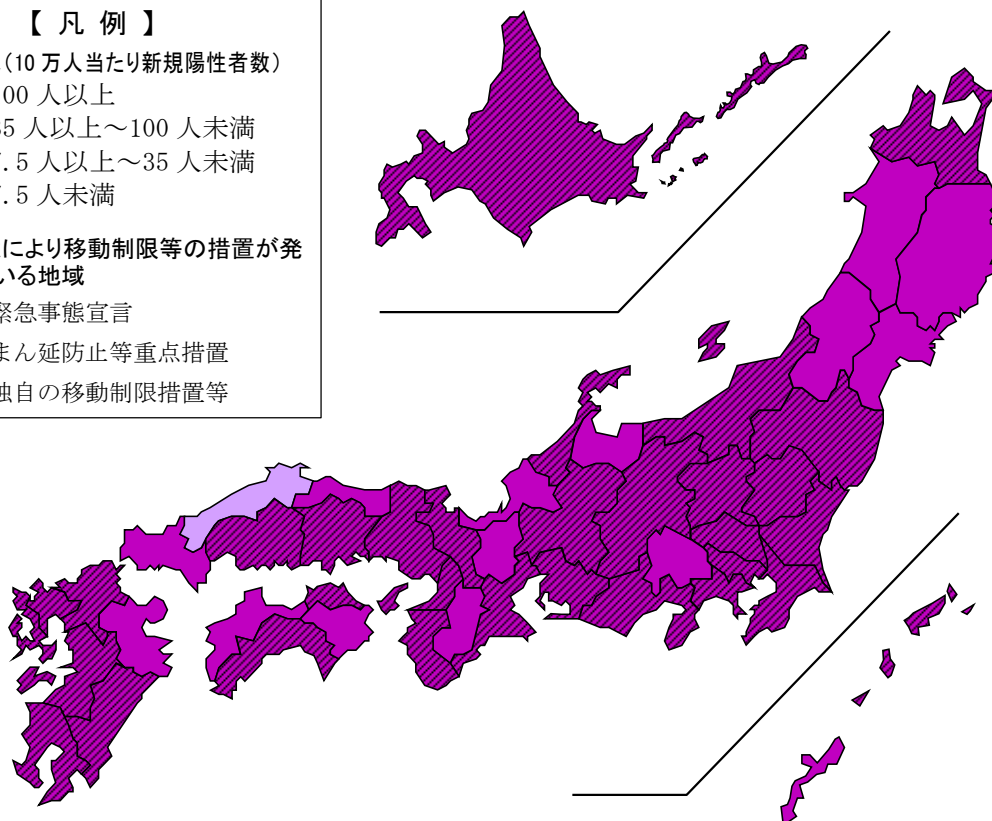 【 凡 例 】
（10 万人当たり新規陽性者数）
00 人以上
5 人以上～100 人未満
.5 人以上～35 人未満
.5 人未満
により移動制限等の措置が発
いる地域
緊急事態宣言
まん延防止等重点措置
独自の移動制限措置等